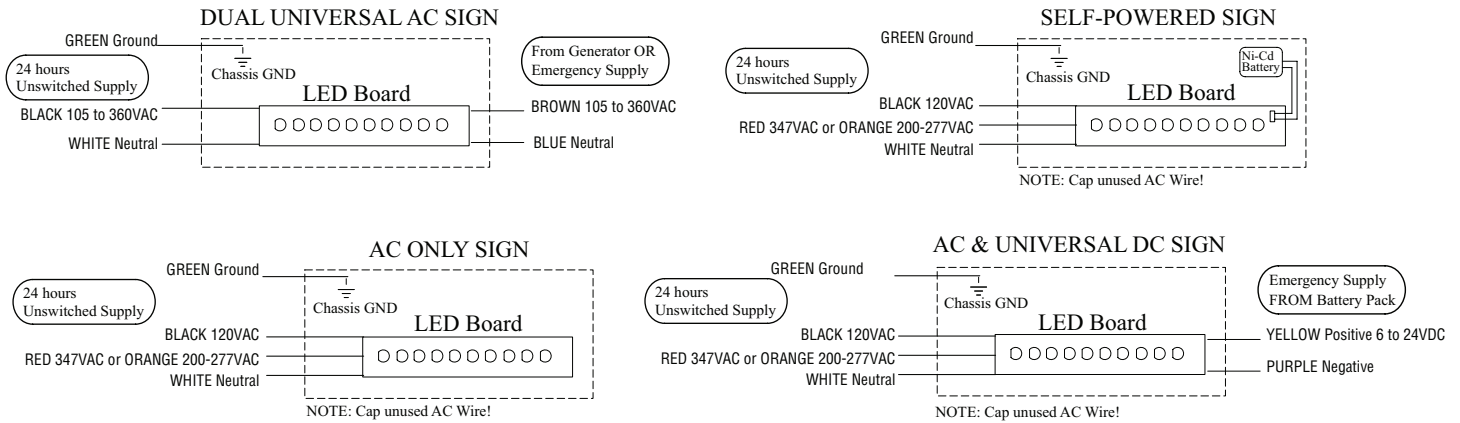 DUAL UNIVERSAL AC SIGN
GREEN Ground
24 hours
Unswitched Supply
Chassis GND
From Generator OR
Emergency Supply
LED Board
BLACK 105 to 360VAC
BROWN 105 to 360VAC
WHITE Neutral
BLUE Neutral
SELF-POWERED SIGN
GREEN Ground
24 hours
Unswitched Supply
Chassis GND
Ni-Cd
Battery
LED Board
BLACK 120VAC
RED 347VAC or ORANGE 200-277VAC
WHITE Neutral
NOTE: Cap unused AC Wire!
AC ONLY SIGN
GREEN Ground
24 hours
Unswitched Supply
Chassis GND
LED Board
BLACK 120VAC
RED 347VAC or ORANGE 200-277VAC
WHITE Neutral
NOTE: Cap unused AC Wire!
AC & UNIVERSAL DC SIGN
GREEN Ground
24 hours
Unswitched Supply
Chassis GND
Emergency Supply
FROM Battery Pack
LED Board
BLACK 120VAC
YELLOW Positive 6 to 24VDC
RED 347VAC or ORANGE 200-277VAC
PURPLE Negative
WHITE Neutral
NOTE: Cap unused AC Wire!